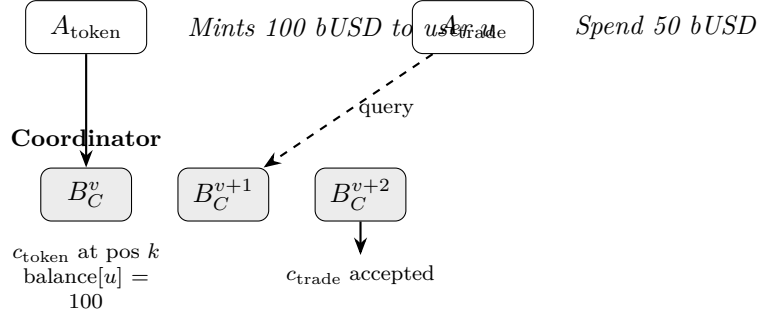 A_token
Mints 100 bUSD to user u
A_trade
Spend 50 bUSD
query
Coordinator
B_C^v
B_C^{v+1}
B_C^{v+2}
c_token at pos k
balance[u] =
100
c_trade accepted